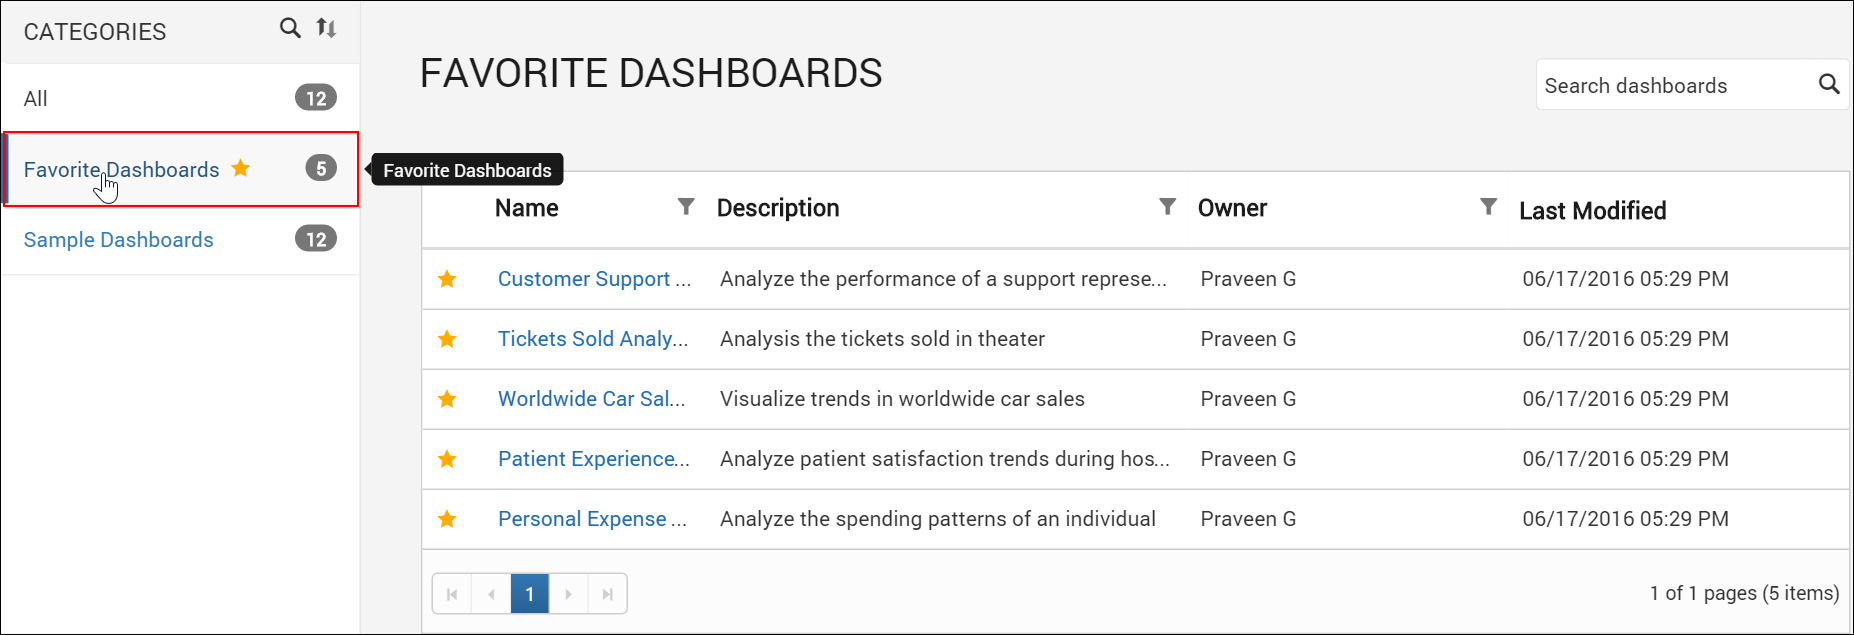 CATEGORIES
All 12
Favorite Dashboards 5
Sample Dashboards 12
Favorite Dashboards
FAVORITE DASHBOARDS
Search dashboards
Name Description Owner Last Modified
Customer Support ... Analyze the performance of a support represe... Praveen G 06/17/2016 05:29 PM
Tickets Sold Analy... Analysis the tickets sold in theater Praveen G 06/17/2016 05:29 PM
Worldwide Car Sal... Visualize trends in worldwide car sales Praveen G 06/17/2016 05:29 PM
Patient Experience... Analyze patient satisfaction trends during hos... Praveen G 06/17/2016 05:29 PM
Personal Expense ... Analyze the spending patterns of an individual Praveen G 06/17/2016 05:29 PM
1 1 of 1 pages (5 items)